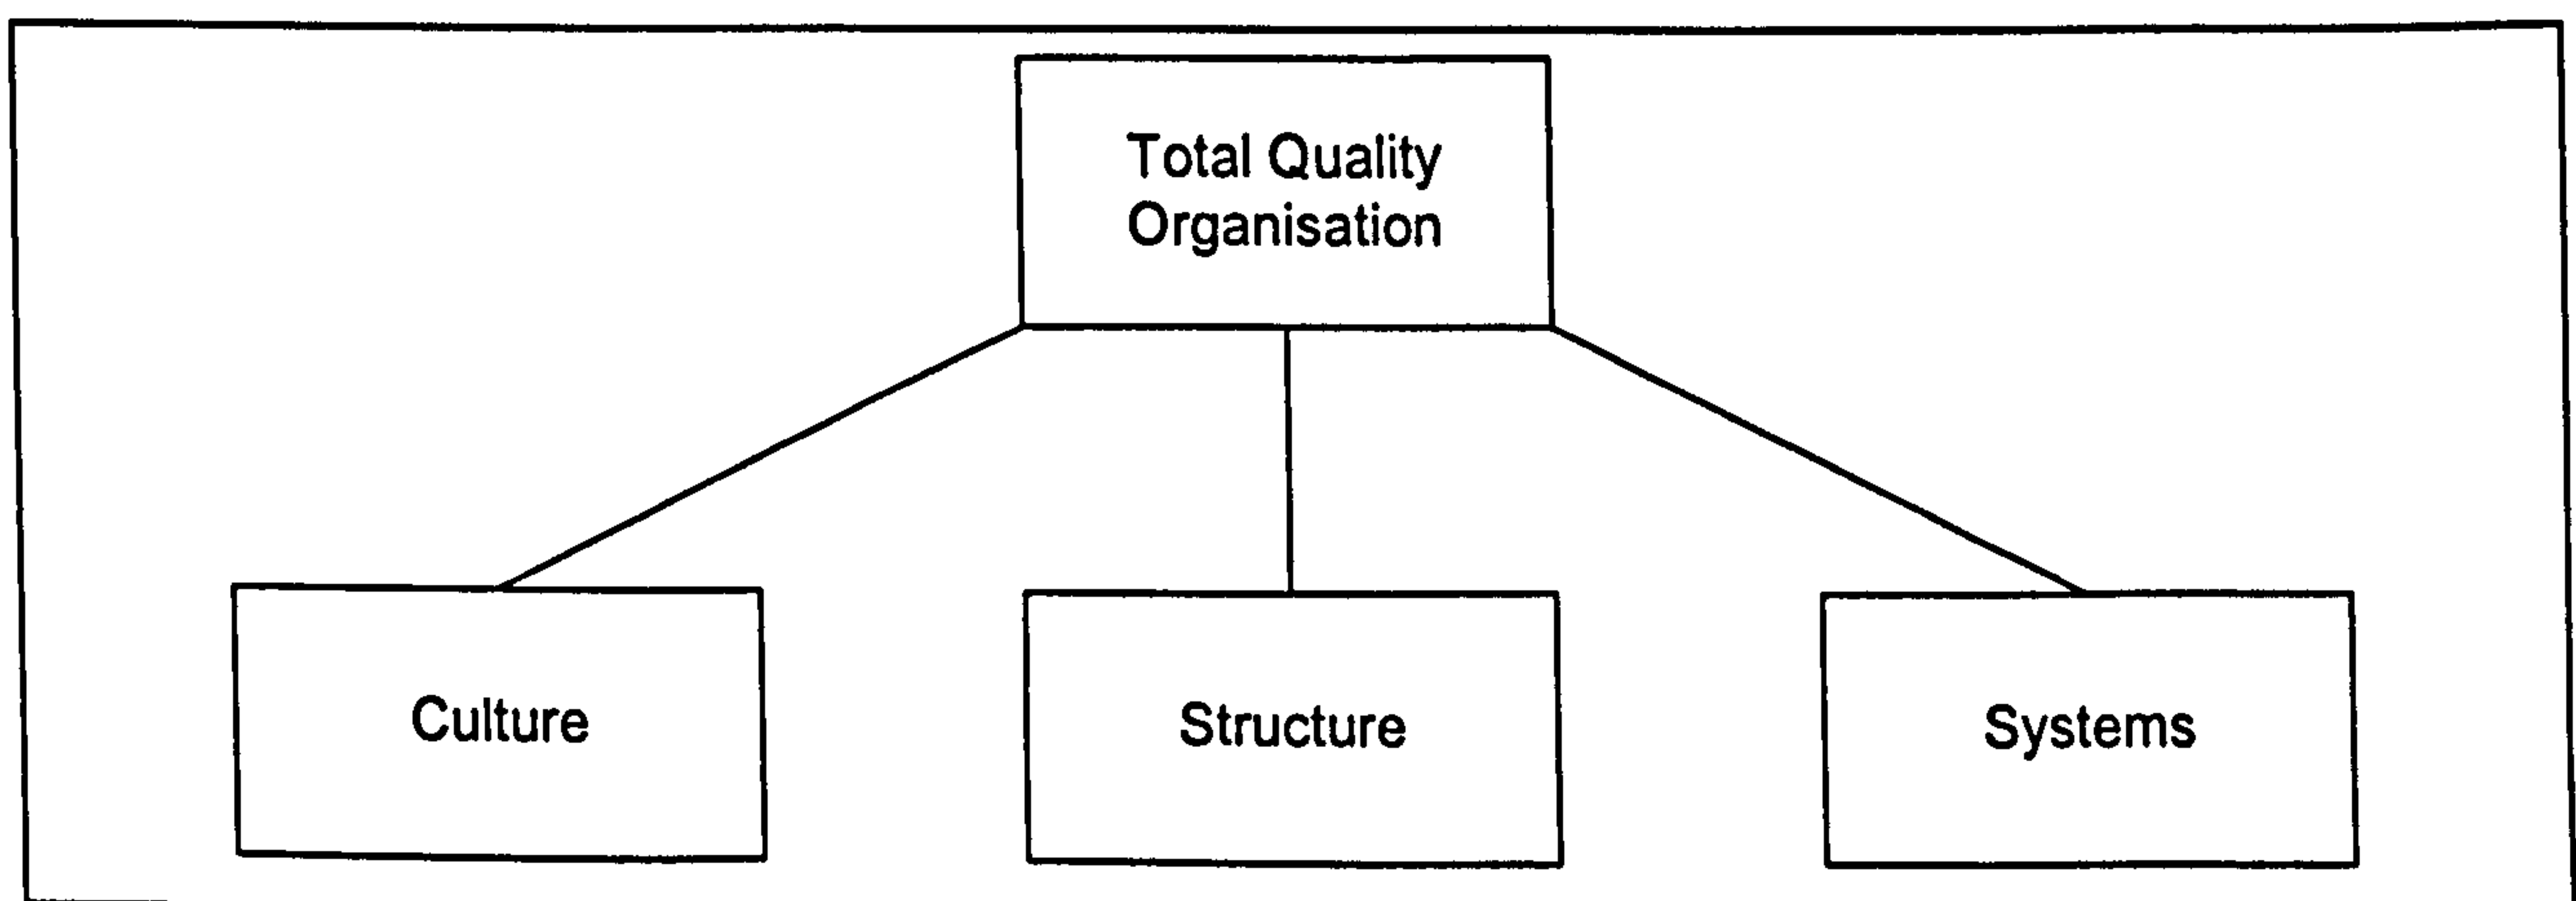 Total Quality
Organisation
Culture
Structure
Systems